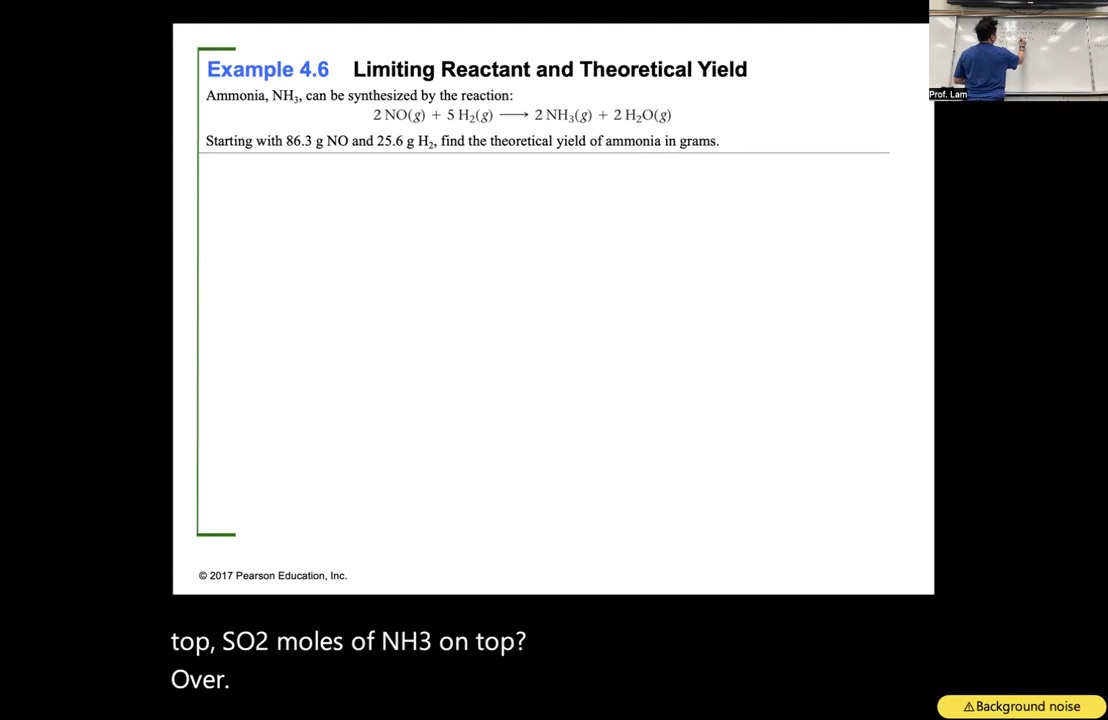 Example 4.6 Limiting Reactant and Theoretical Yield
Ammonia, NH₃, can be synthesized by the reaction:
2 NO(g) + 5 H₂(g) ⟶ 2 NH₃(g) + 2 H₂O(g)
Starting with 86.3 g NO and 25.6 g H₂, find the theoretical yield of ammonia in grams.
© 2017 Pearson Education, Inc.
Prof. Lam
top, SO2 moles of NH3 on top?
Over.
⚠Background noise